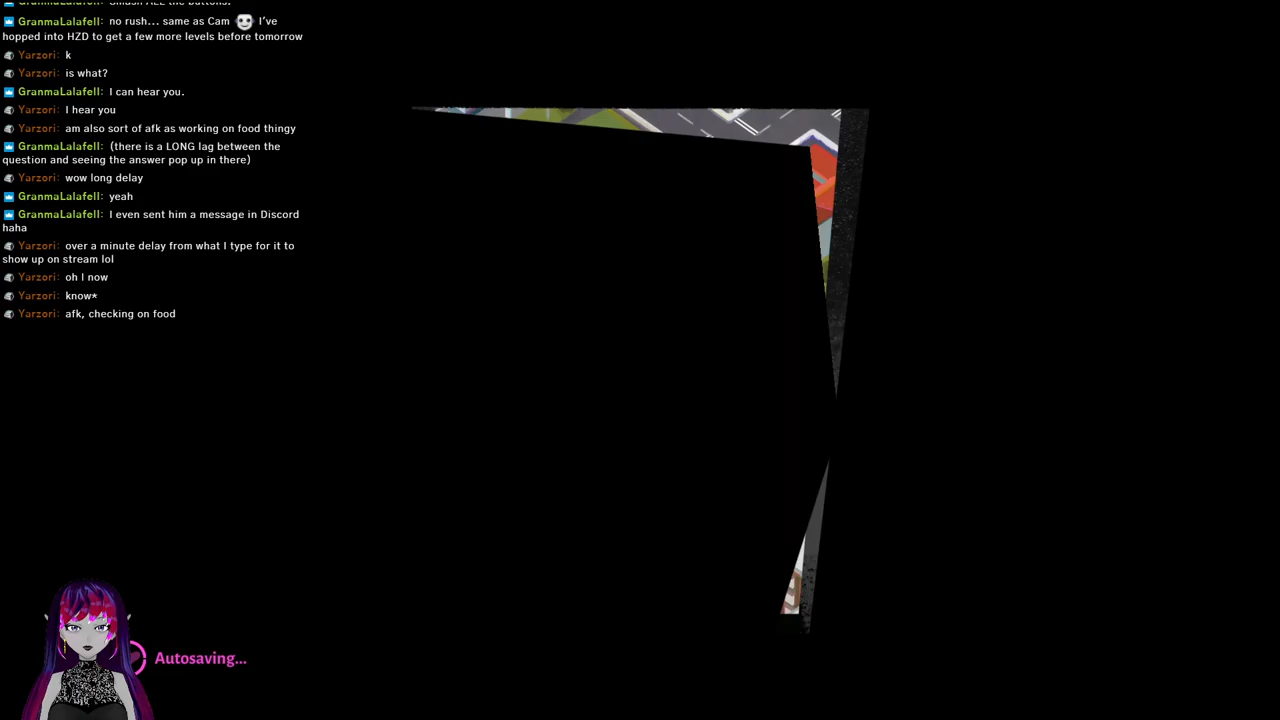 GranmaLalafell: no rush... same as Cam I've
hopped into HZD to get a few more levels before tomorrow
Yarzori: k
Yarzori: is what?
GranmaLalafell: I can hear you.
Yarzori: I hear you
Yarzori: am also sort of afk as working on food thingy
GranmaLalafell: (there is a LONG lag between the
question and seeing the answer pop up in there)
Yarzori: wow long delay
GranmaLalafell: yeah
GranmaLalafell: I even sent him a message in Discord
haha
Yarzori: over a minute delay from what I type for it to
show up on stream lol
Yarzori: oh I now
Yarzori: know*
Yarzori: afk, checking on food
Autosaving...